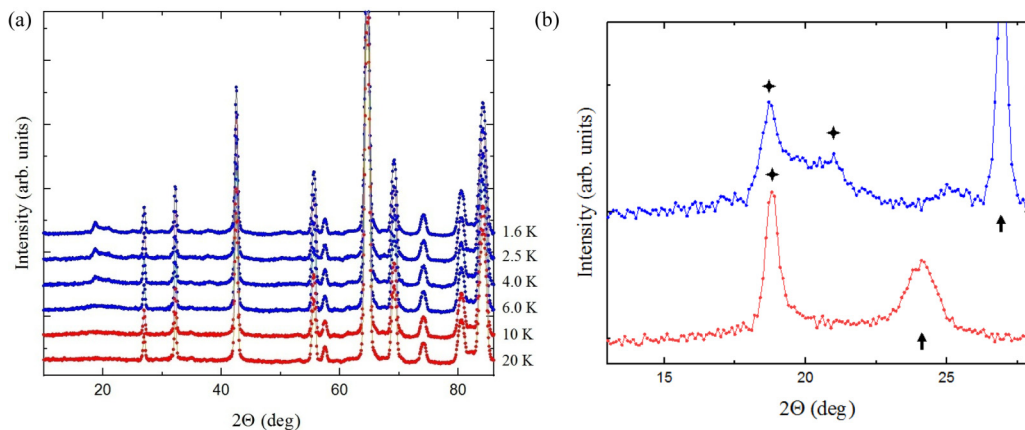 (a)
Intensity (arb. units)
1.6 K
2.5 K
4.0 K
6.0 K
10 K
20 K
20 40 60 80
2Θ (deg)
(b)
Intensity (arb. units)
15 20 25
2Θ (deg)